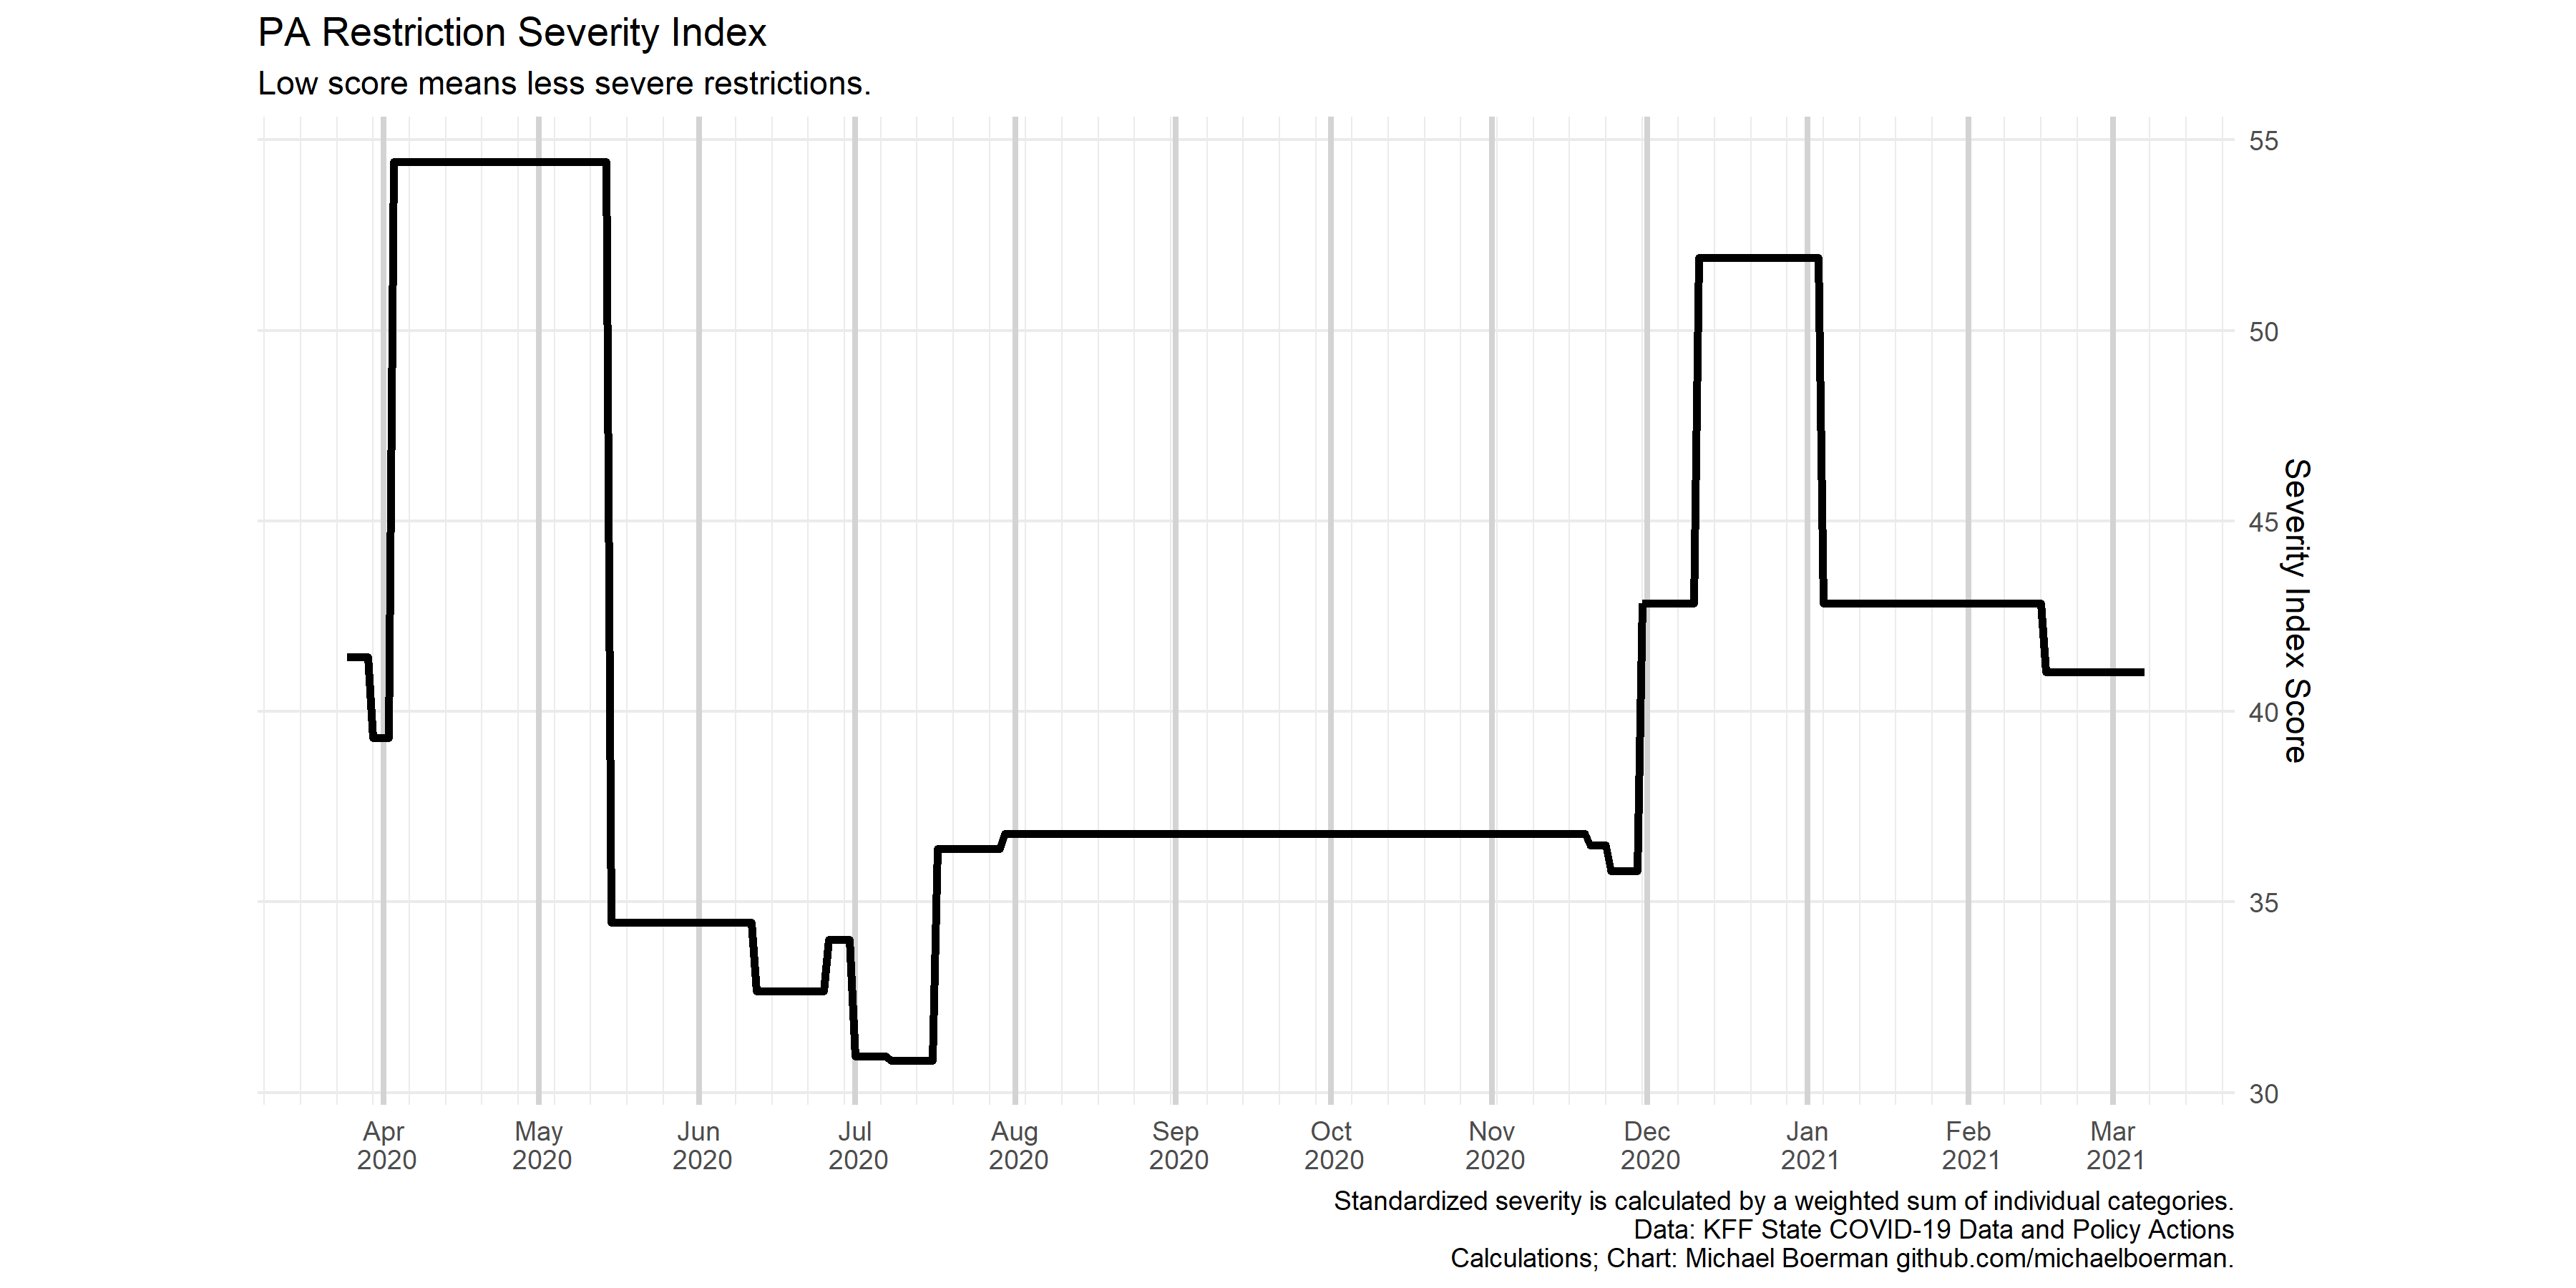 PA Restriction Severity Index
Low score means less severe restrictions.
55
50
45
40
35
30
Severity Index Score
Apr
2020
May
2020
Jun
2020
Jul
2020
Aug
2020
Sep
2020
Oct
2020
Nov
2020
Dec
2020
Jan
2021
Feb
2021
Mar
2021
Standardized severity is calculated by a weighted sum of individual categories.
Data: KFF State COVID-19 Data and Policy Actions
Calculations; Chart: Michael Boerman github.com/michaelboerman.